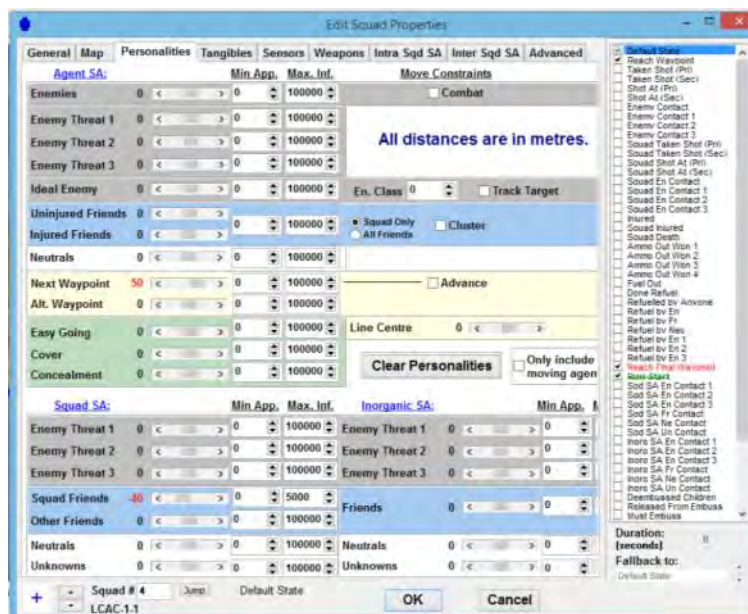 Edit Squad Properties
General Map Personalities Tangibles Sensors Weapons Intra Sqd SA Inter Sqd SA Advanced
Agent SA: Min App. Max. Inf. Move Constraints
Enemies 0 0 100000 Combat
Enemy Threat 1 0 0 100000
Enemy Threat 2 0 0 100000
Enemy Threat 3 0 0 100000
All distances are in metres.
Ideal Enemy 0 0 100000 En. Class 0 Track Target
Uninjured Friends 0 0 100000 Squad Only Cluster
Injured Friends 0 All Friends
Neutrals 0 0 100000
Next Waypoint 50 0 100000 Advance
Alt. Waypoint 0 0 100000
Easy Going 0 0 100000 Line Centre 0
Cover 0 0 100000
Concealment 0 0 100000
Clear Personalities Only include moving agen
Squad SA: Min App. Max. Inf. Inorganic SA: Min App. M
Enemy Threat 1 0 0 100000 Enemy Threat 1 0 0
Enemy Threat 2 0 0 100000 Enemy Threat 2 0 0
Enemy Threat 3 0 0 100000 Enemy Threat 3 0 0
Squad Friends 0 5000 Friends 0 0
Other Friends 0 0 100000
Neutrals 0 0 100000 Neutrals 0 0
Unknowns 0 0 100000 Unknowns 0 0
Squad # 4 Jump Default State
LCAC-1-1
OK Cancel
Default State
Reach Waypoint
Taken Shot (Pri)
Taken Shot (Sec)
Shot At (Pri)
Shot At (Sec)
Enemy Contact
Enemy Contact 1
Enemy Contact 2
Enemy Contact 3
Squad Taken Shot (Pri)
Squad Taken Shot (Sec)
Squad Shot At (Pri)
Squad Shot At (Sec)
Squad En Contact
Squad En Contact 1
Squad En Contact 2
Squad En Contact 3
Injured
Squad Injured
Squad Death
Ammo Out Wpn 1
Ammo Out Wpn 2
Ammo Out Wpn 3
Ammo Out Wpn 4
Fuel Out
Done Refuel
Refuelled by Anyone
Refuel by En
Refuel by Fr
Refuel by Neu
Refuel by En 1
Refuel by En 2
Refuel by En 3
Reach Final Waypoint
Run Start
Sqd SA En Contact 1
Sqd SA En Contact 2
Sqd SA En Contact 3
Sqd SA Fr Contact
Sqd SA Ne Contact
Sqd SA Un Contact
Inorg SA En Contact 1
Inorg SA En Contact 2
Inorg SA En Contact 3
Inorg SA Fr Contact
Inorg SA Ne Contact
Inorg SA Un Contact
Deembussed Children
Released From Embuss
Must Embuss
Duration: 0
(seconds)
Fallback to:
Default State